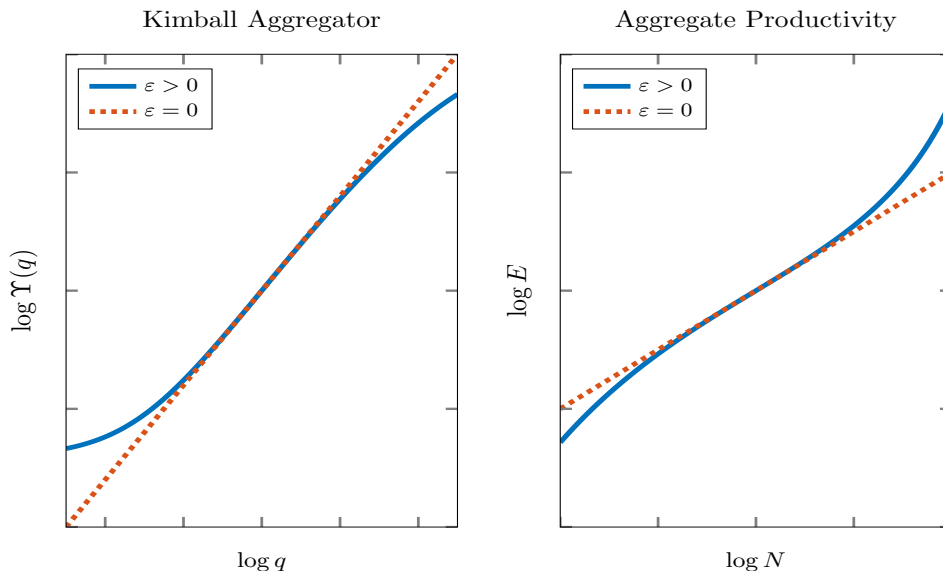 Kimball Aggregator
ε > 0
ε = 0
log ϒ(q)
log q
Aggregate Productivity
ε > 0
ε = 0
log E
log N